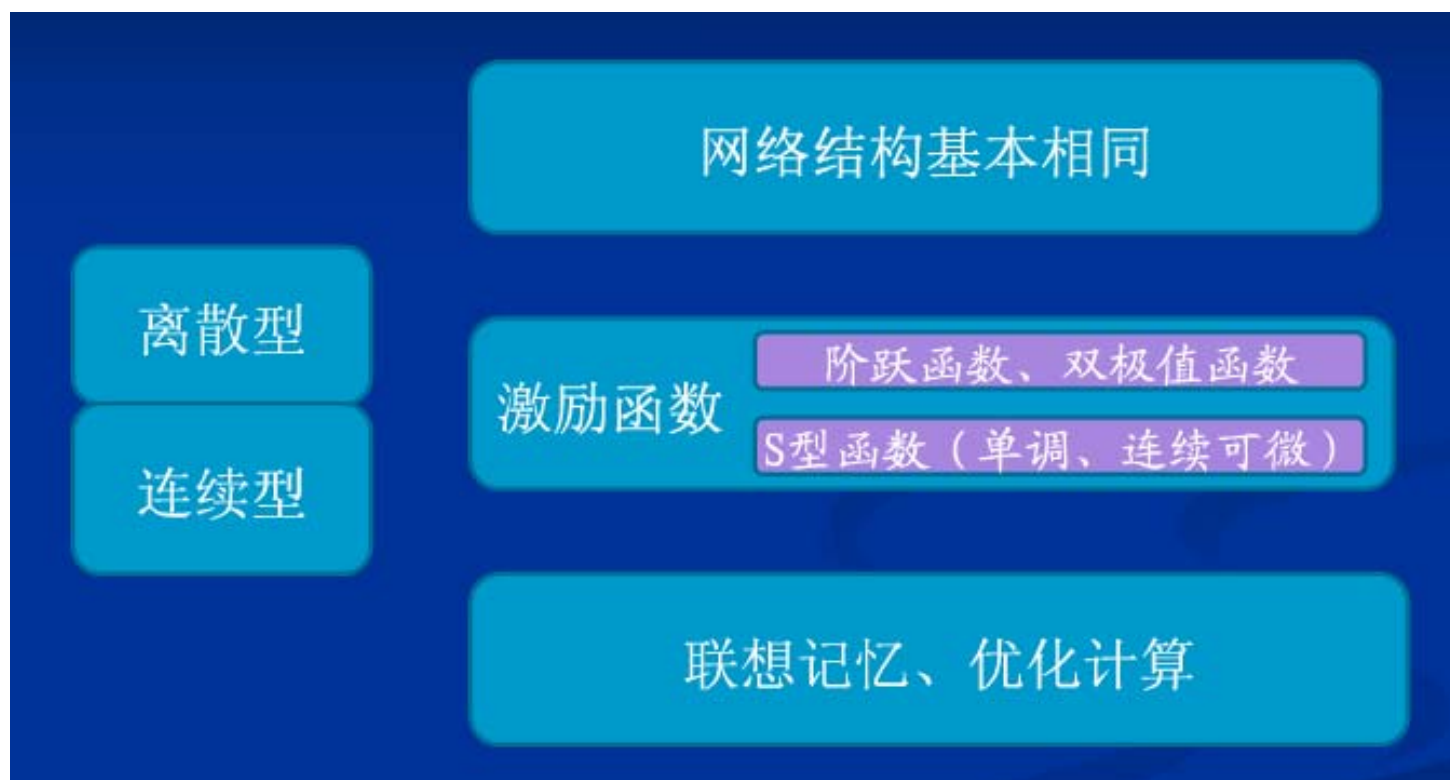 网络结构基本相同
离散型
连续型
激励函数
阶跃函数、双极值函数
S型函数（单调、连续可微）
联想记忆、优化计算